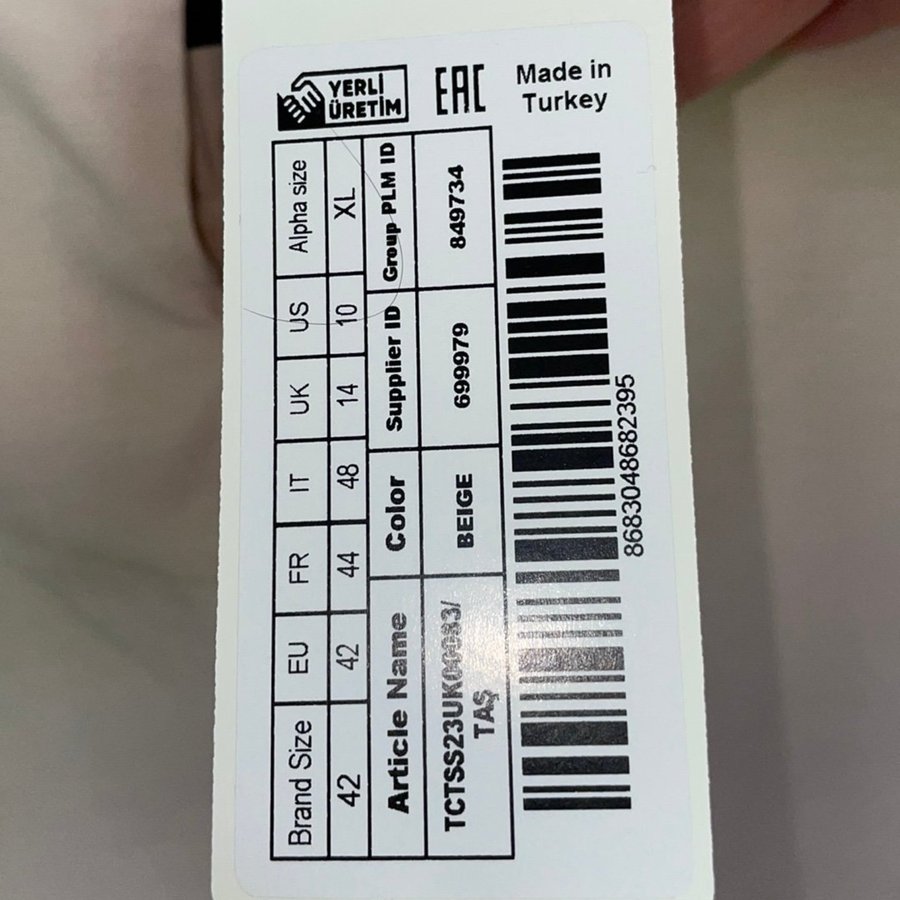 YERLİ
ÜRETİM
EAC
Made in
Turkey
Brand Size EU FR IT UK US Alpha size
42 42 44 48 14 10 XL
Article Name Color Supplier ID Group PLM ID
TCTSS23UK00083/ BEIGE 699979 849734
TAŞ
8683048682395